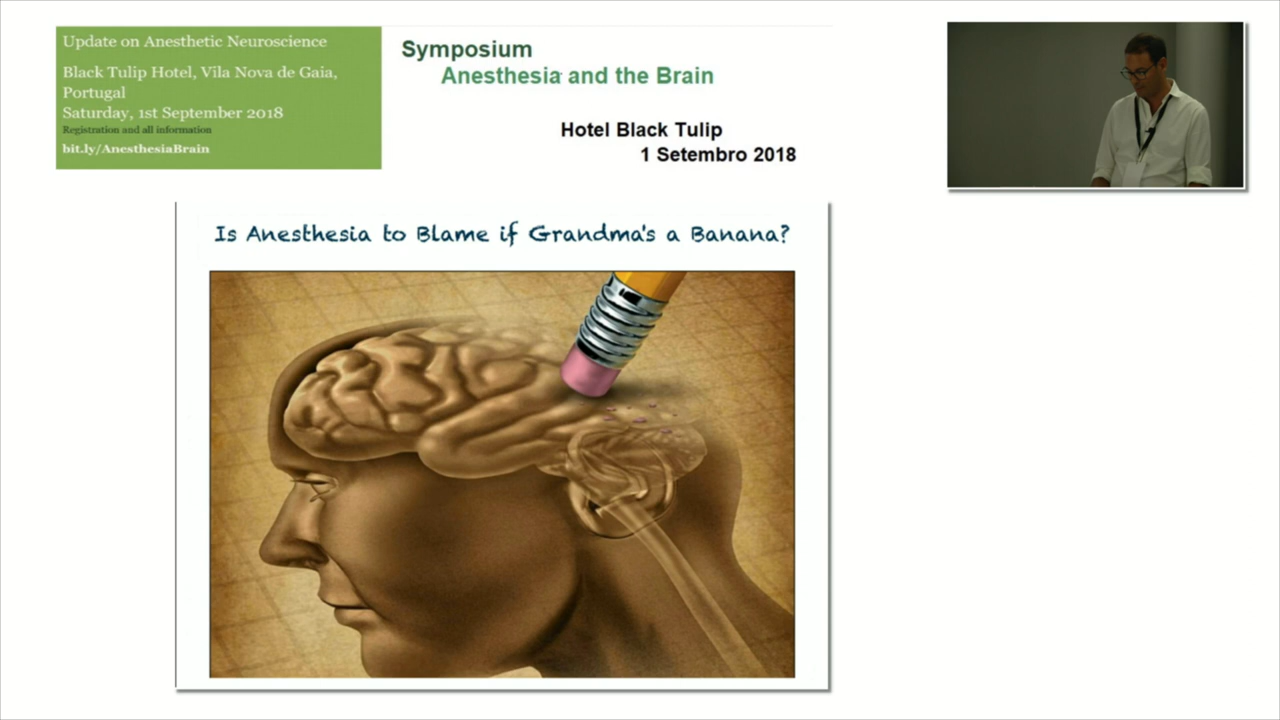 Update on Anesthetic Neuroscience
Black Tulip Hotel, Vila Nova de Gaia,
Portugal
Saturday, 1st September 2018
Registration and all information
bit.ly/AnesthesiaBrain
Symposium
Anesthesia and the Brain
Hotel Black Tulip
1 Setembro 2018
Is Anesthesia to Blame if Grandma's a Banana?